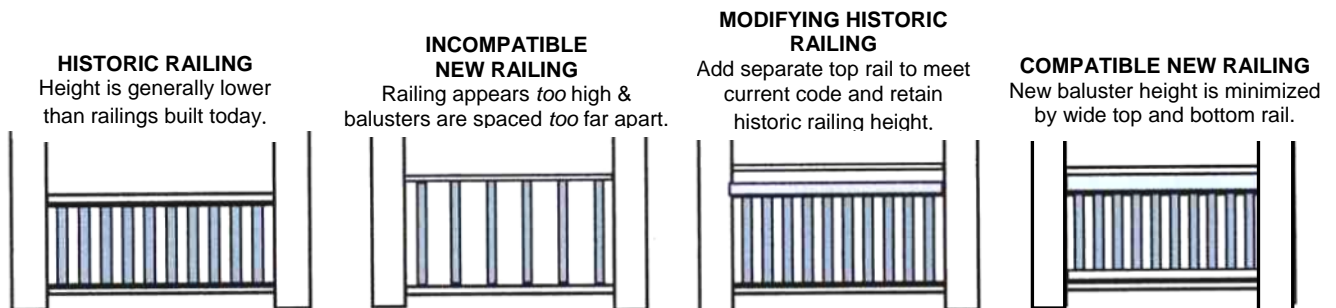 HISTORIC RAILING
Height is generally lower
than railings built today.
INCOMPATIBLE
NEW RAILING
Railing appears too high &
balusters are spaced too far apart.
MODIFYING HISTORIC
RAILING
Add separate top rail to meet
current code and retain
historic railing height.
COMPATIBLE NEW RAILING
New baluster height is minimized
by wide top and bottom rail.